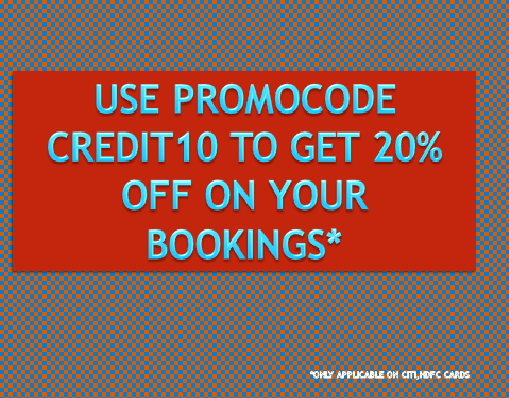 USE PROMOCODE
CREDIT10 TO GET 20%
OFF ON YOUR
BOOKINGS*
*ONLY APPLICABLE ON CITI,HDFC CARDS